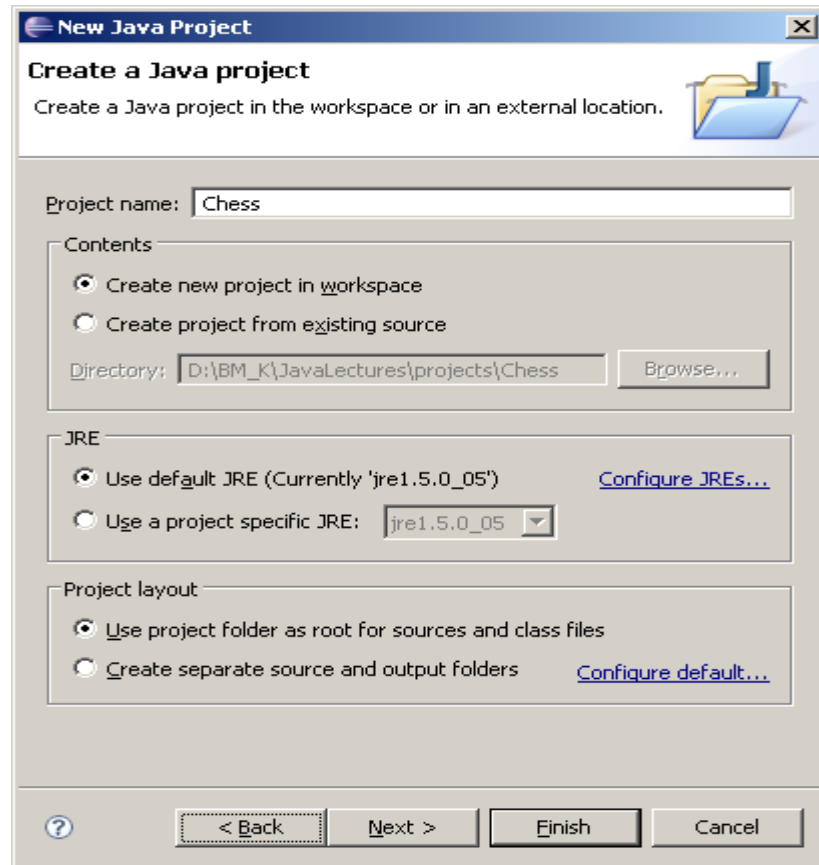 New Java Project
Create a Java project
Create a Java project in the workspace or in an external location.
Project name: Chess
Contents
Create new project in workspace
Create project from existing source
Directory: D:\BM_K\JavaLectures\projects\Chess Browse...
JRE
Use default JRE (Currently 'jre1.5.0_05') Configure JREs...
Use a project specific JRE: jre1.5.0_05
Project layout
Use project folder as root for sources and class files
Create separate source and output folders Configure default...
? < Back Next > Finish Cancel